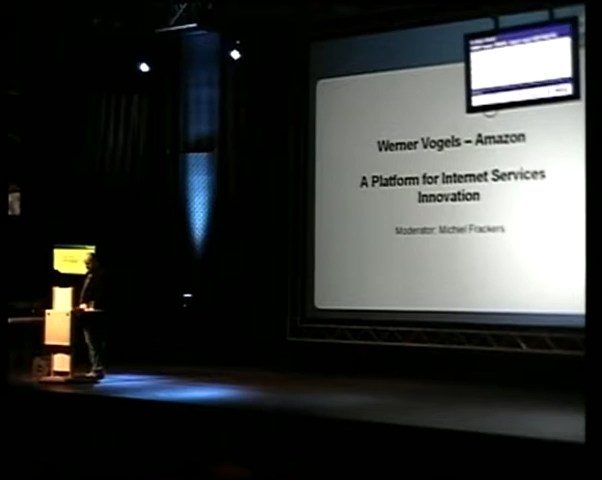 Werner Vogels – Amazon
A Platform for Internet Services
Innovation
Moderator: Michiel Frackers